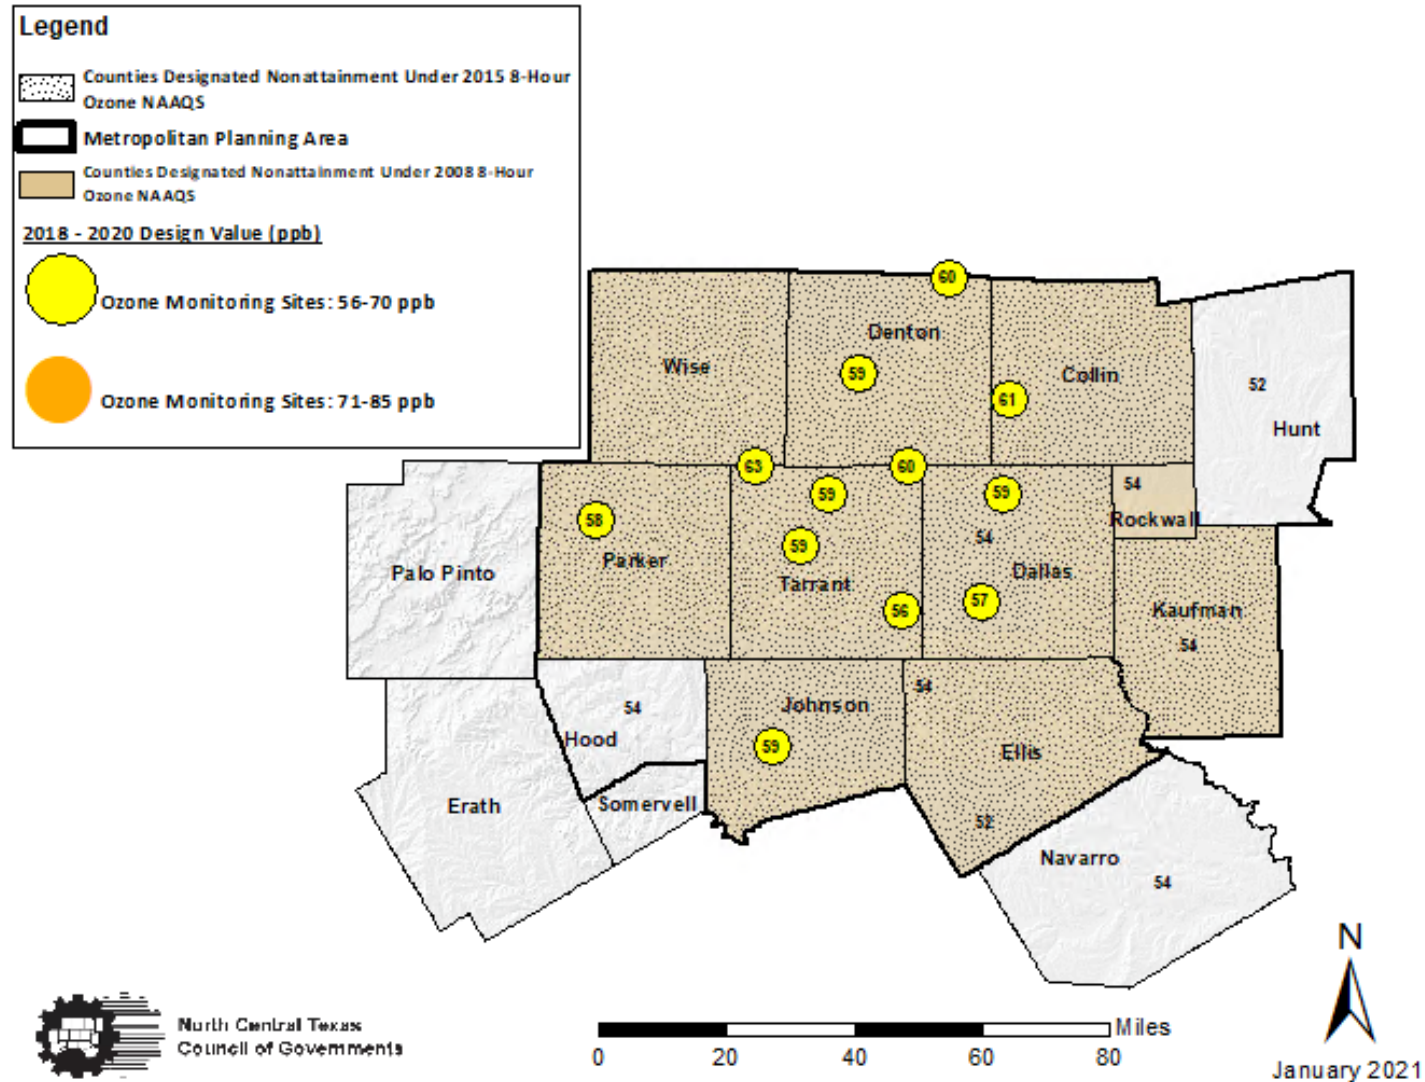 Legend
Counties Designated Nonattainment Under 2015 8-Hour
Ozone NAAQS
Metropolitan Planning Area
Counties Designated Nonattainment Under 2008 8-Hour
Ozone NAAQS
2018 - 2020 Design Value (ppb)
Ozone Monitoring Sites: 56-70 ppb
Ozone Monitoring Sites: 71-85 ppb
60
Denton
Wise
59
Collin
61
52
Hunt
63
60
59
59
54
58
Rockwall
54
59
Parker
Palo Pinto
Dallas
Tarrant
57
56
Kaufman
54
54
Johnson
54
Hood
59
Ellis
Somervell
Erath
52
Navarro
54
N
North Central Texas
Council of Governments
Miles
0 20 40 60 80
January 2021